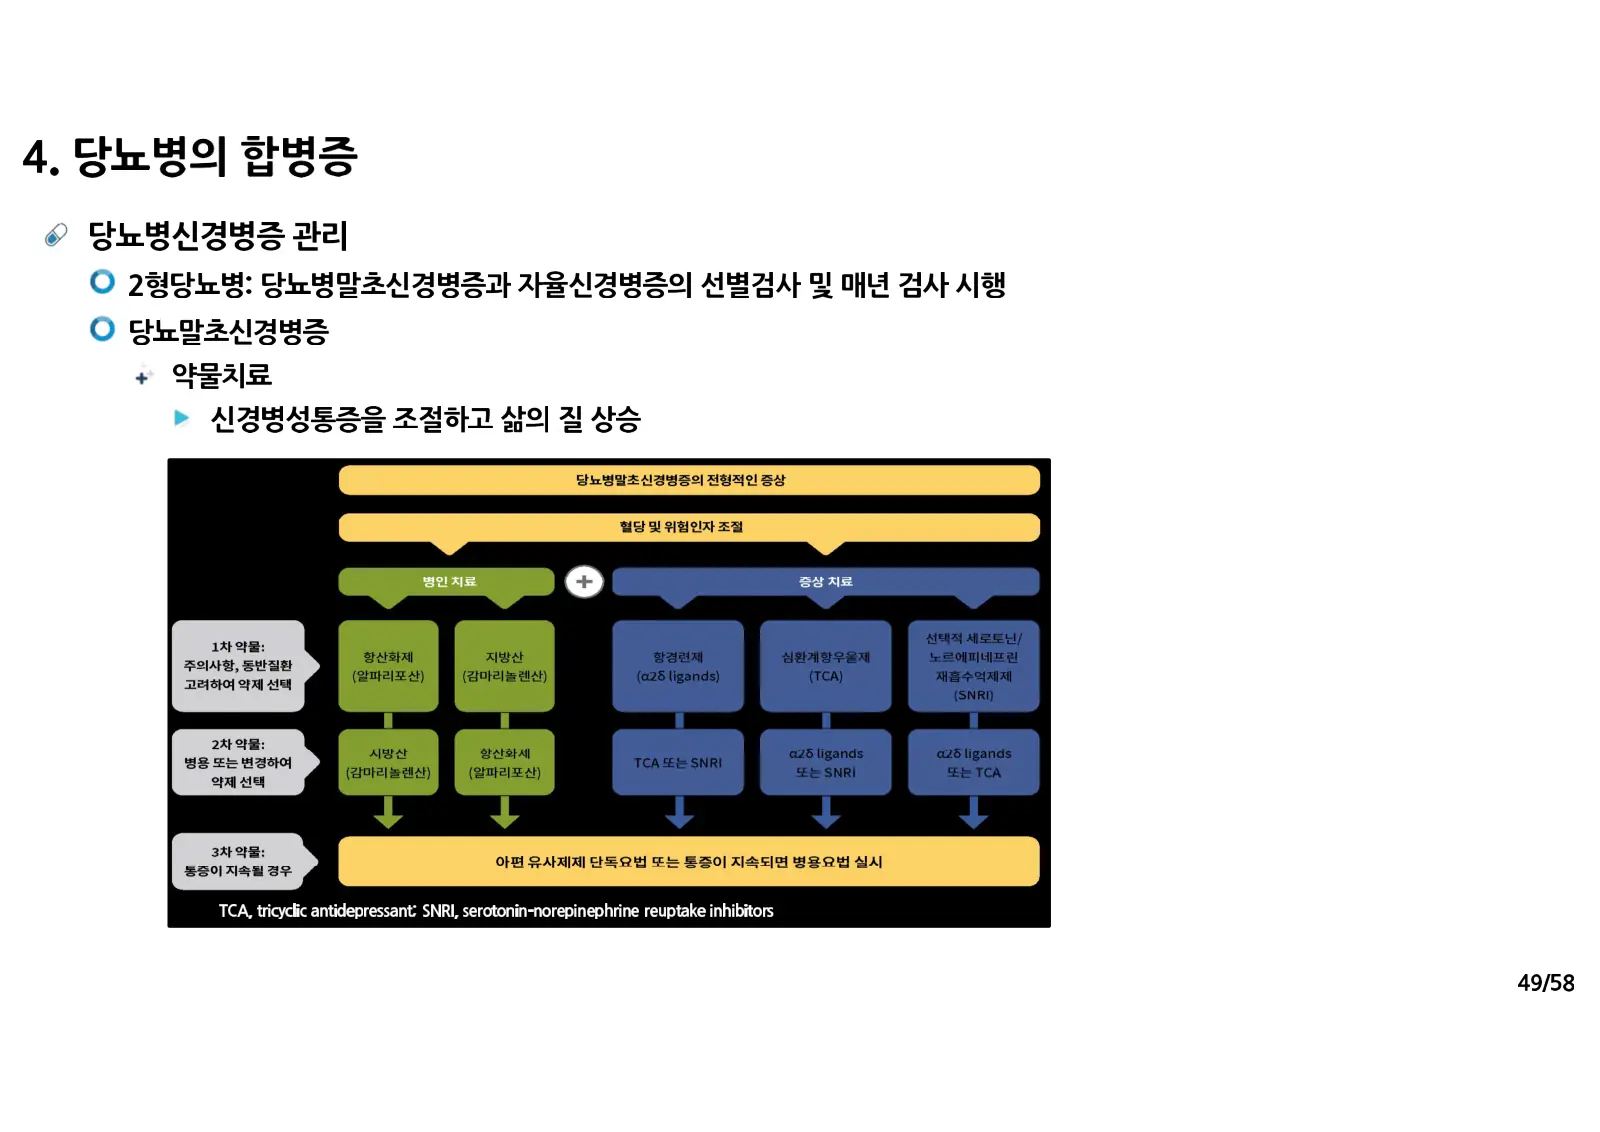 4. 당뇨병의 합병증
당뇨병신경병증 관리
2형당뇨병: 당뇨병말초신경병증과 자율신경병증의 선별검사 및 매년 검사 시행
당뇨말초신경병증
약물치료
신경병성통증을 조절하고 삶의 질 상승
당뇨병말초신경병증의 전형적인 증상
혈당 및 위험인자 조절
병인 치료
+
증상 치료
1차 약물:
주의사항, 동반질환
고려하여 약제 선택
항산화제
(알파리포산)
지방산
(감마리놀렌산)
항경련제
(α2δ ligands)
심환계항우울제
(TCA)
선택적 세로토닌/
노르에피네프린
재흡수억제제
(SNRI)
2차 약물:
병용 또는 변경하여
약제 선택
지방산
(감마리놀렌산)
항산화제
(알파리포산)
TCA 또는 SNRI
α2δ ligands
또는 SNRI
α2δ ligands
또는 TCA
3차 약물:
통증이 지속될 경우
아편 유사제제 단독요법 또는 통증이 지속되면 병용요법 실시
TCA, tricyclic antidepressant; SNRI, serotonin-norepinephrine reuptake inhibitors
49/58